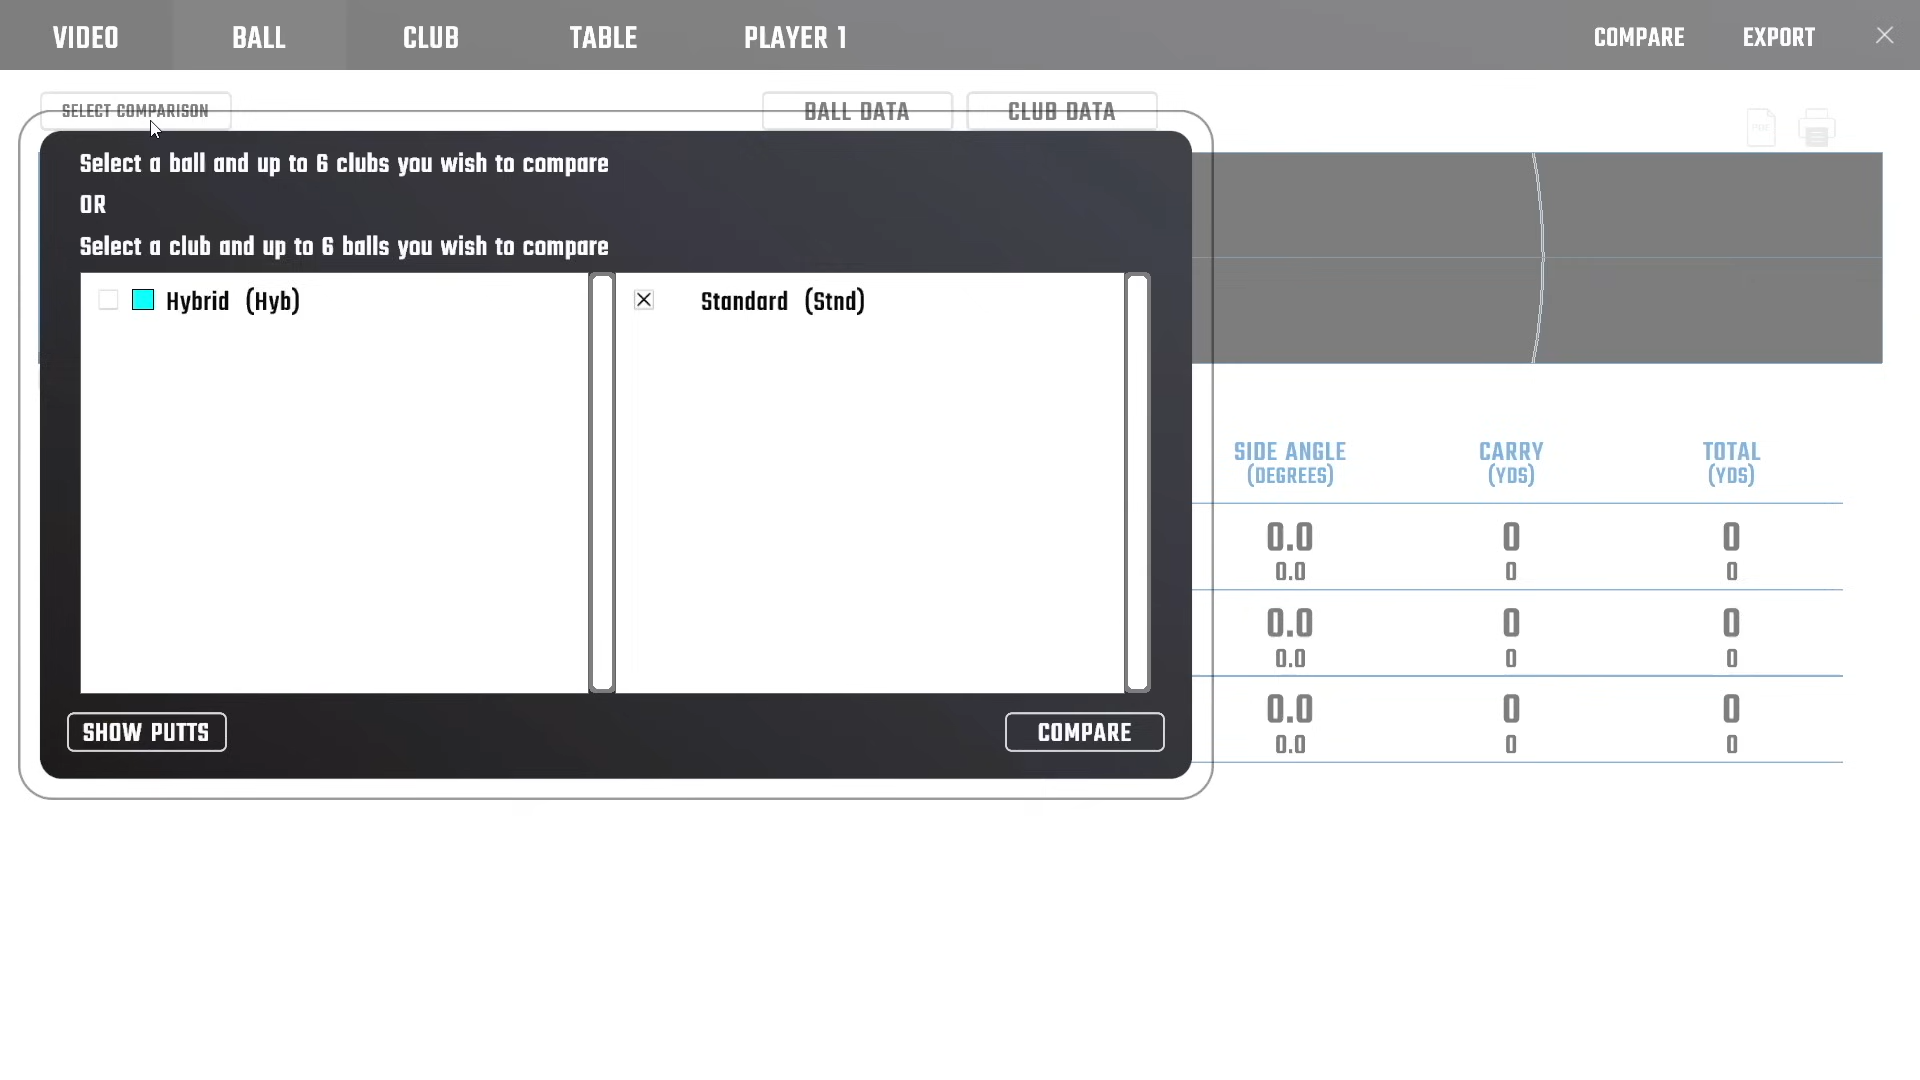 VIDEO BALL CLUB TABLE PLAYER 1 COMPARE EXPORT
SELECT COMPARISON BALL DATA CLUB DATA
PDF
Select a ball and up to 6 clubs you wish to compare
OR
Select a club and up to 6 balls you wish to compare
Hybrid (Hyb) Standard (Stnd)
SHOW PUTTS COMPARE
SIDE ANGLE CARRY TOTAL
(DEGREES) (YDS) (YDS)
0.0 0 0
0.0 0 0
0.0 0 0
0.0 0 0
0.0 0 0
0.0 0 0